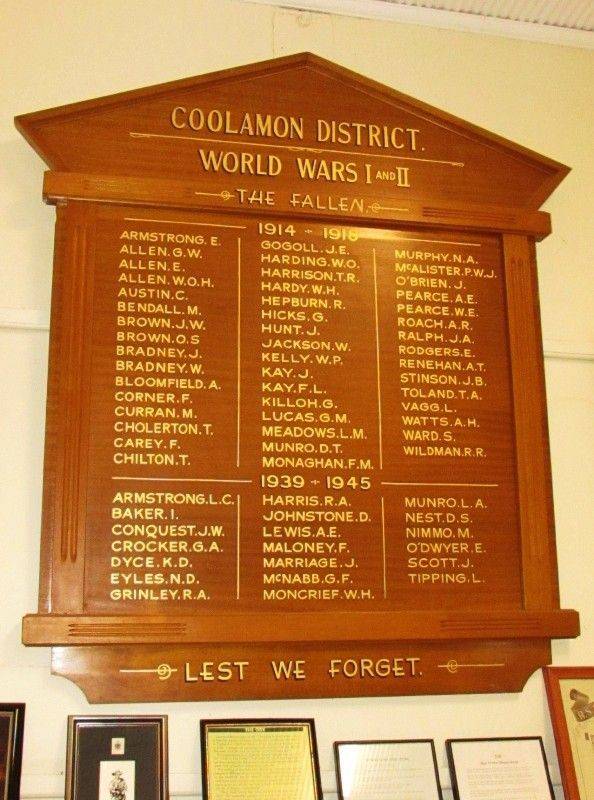 COOLAMON DISTRICT.
WORLD WARS I AND II
THE FALLEN.
1914 - 1918
ARMSTRONG. E.
ALLEN. G.W.
ALLEN. E.
ALLEN. W.O.H.
AUSTIN. C.
BENDALL. M.
BROWN. J.W.
BROWN. O.S
BRADNEY. J.
BRADNEY. W.
BLOOMFIELD. A.
CORNER. F.
CURRAN. M.
CHOLERTON. T.
CAREY. F.
CHILTON. T.
GOGOLL. J.E.
HARDING. W.O.
HARRISON. T.R.
HARDY. W.H.
HEPBURN. R.
HICKS. G.
HUNT. J.
JACKSON. W.
KELLY. W.P.
KAY. J.
KAY. F.L.
KILLOH. G.
LUCAS. G.M.
MEADOWS. L.M.
MUNRO. D.T.
MONAGHAN. F.M.
MURPHY. N.A.
McALISTER. P.W.J.
O'BRIEN. J.
PEARCE. A.E.
PEARCE. W.E.
ROACH. A.R.
RALPH. J.A.
RODGERS. E.
RENEHAN. A.T.
STINSON. J.B.
TOLAND. T.A.
VAGG. L.
WATTS. A.H.
WARD. S.
WILDMAN. R.R.
1939 - 1945
ARMSTRONG. L.C.
BAKER. I.
CONQUEST. J.W.
CROCKER. G.A.
DYCE. K.D.
EYLES. N.D.
GRINLEY. R.A.
HARRIS. R.A.
JOHNSTONE. D.
LEWIS. A.E.
MALONEY. F.
MARRIAGE. J.
McNABB. G.F.
MONCRIEF. W.H.
MUNRO. L.A.
NEST. D.S.
NIMMO. M.
O'DWYER. E.
SCOTT. J.
TIPPING. L.
LEST WE FORGET.
THE ODE